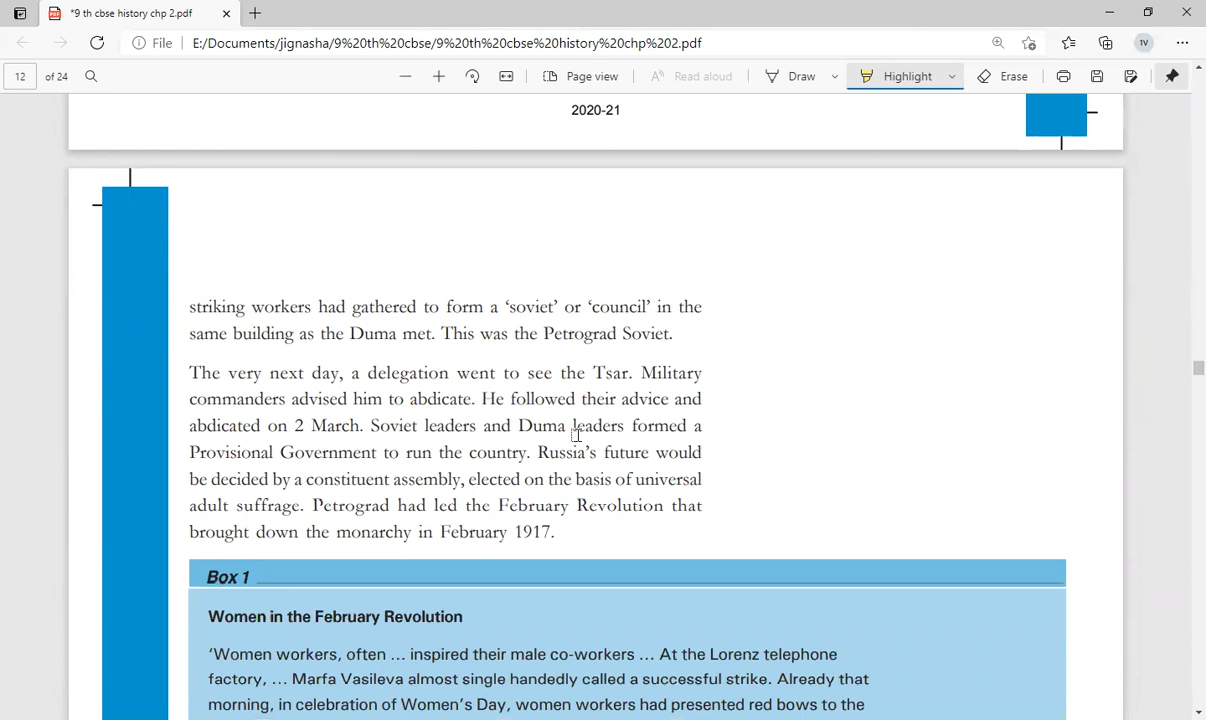 *9 th cbse history chp 2.pdf
File
E:/Documents/jignasha/9%20th%20cbse/9%20th%20cbse%20history%20chp%202.pdf
1V
12 of 24
Page view
Read aloud
Draw
Highlight
Erase
2020-21
striking workers had gathered to form a ‘soviet’ or ‘council’ in the
same building as the Duma met. This was the Petrograd Soviet.
The very next day, a delegation went to see the Tsar. Military
commanders advised him to abdicate. He followed their advice and
abdicated on 2 March. Soviet leaders and Duma leaders formed a
Provisional Government to run the country. Russia’s future would
be decided by a constituent assembly, elected on the basis of universal
adult suffrage. Petrograd had led the February Revolution that
brought down the monarchy in February 1917.
Box 1
Women in the February Revolution
‘Women workers, often ... inspired their male co-workers ... At the Lorenz telephone
factory, ... Marfa Vasileva almost single handedly called a successful strike. Already that
morning, in celebration of Women’s Day, women workers had presented red bows to the